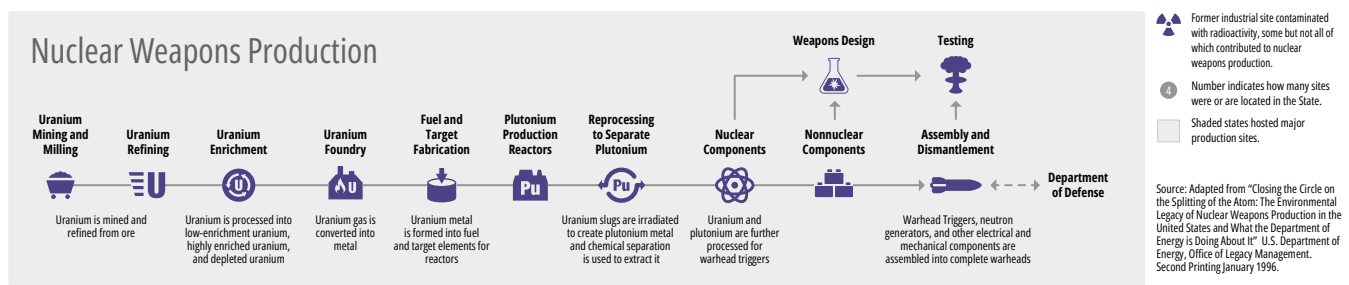 Nuclear Weapons Production
Weapons Design
Testing
Uranium
Mining and
Milling
Uranium
Refining
Uranium
Enrichment
Uranium
Foundry
Fuel and
Target
Fabrication
Plutonium
Production
Reactors
Reprocessing
to Separate
Plutonium
Nuclear
Components
Nonnuclear
Components
Assembly and
Dismantlement
U
U
U
Pu
Pu
Department
of Defense
Uranium is mined and
refined from ore
Uranium is processed into
low-enrichment uranium,
highly enriched uranium,
and depleted uranium
Uranium gas is
converted into
metal
Uranium metal
is formed into fuel
and target elements for
reactors
Uranium slugs are irradiated
to create plutonium metal
and chemical separation
is used to extract it
Uranium and
plutonium are further
processed for
warhead triggers
Warhead Triggers, neutron
generators, and other electrical and
mechanical components are
assembled into complete warheads
Former industrial site contaminated
with radioactivity, some but not all of
which contributed to nuclear
weapons production.
4
Number indicates how many sites
were or are located in the State.
Shaded states hosted major
production sites.
Source: Adapted from “Closing the Circle on
the Splitting of the Atom: The Environmental
Legacy of Nuclear Weapons Production in the
United States and What the Department of
Energy is Doing About It” U.S. Department of
Energy, Office of Legacy Management.
Second Printing January 1996.